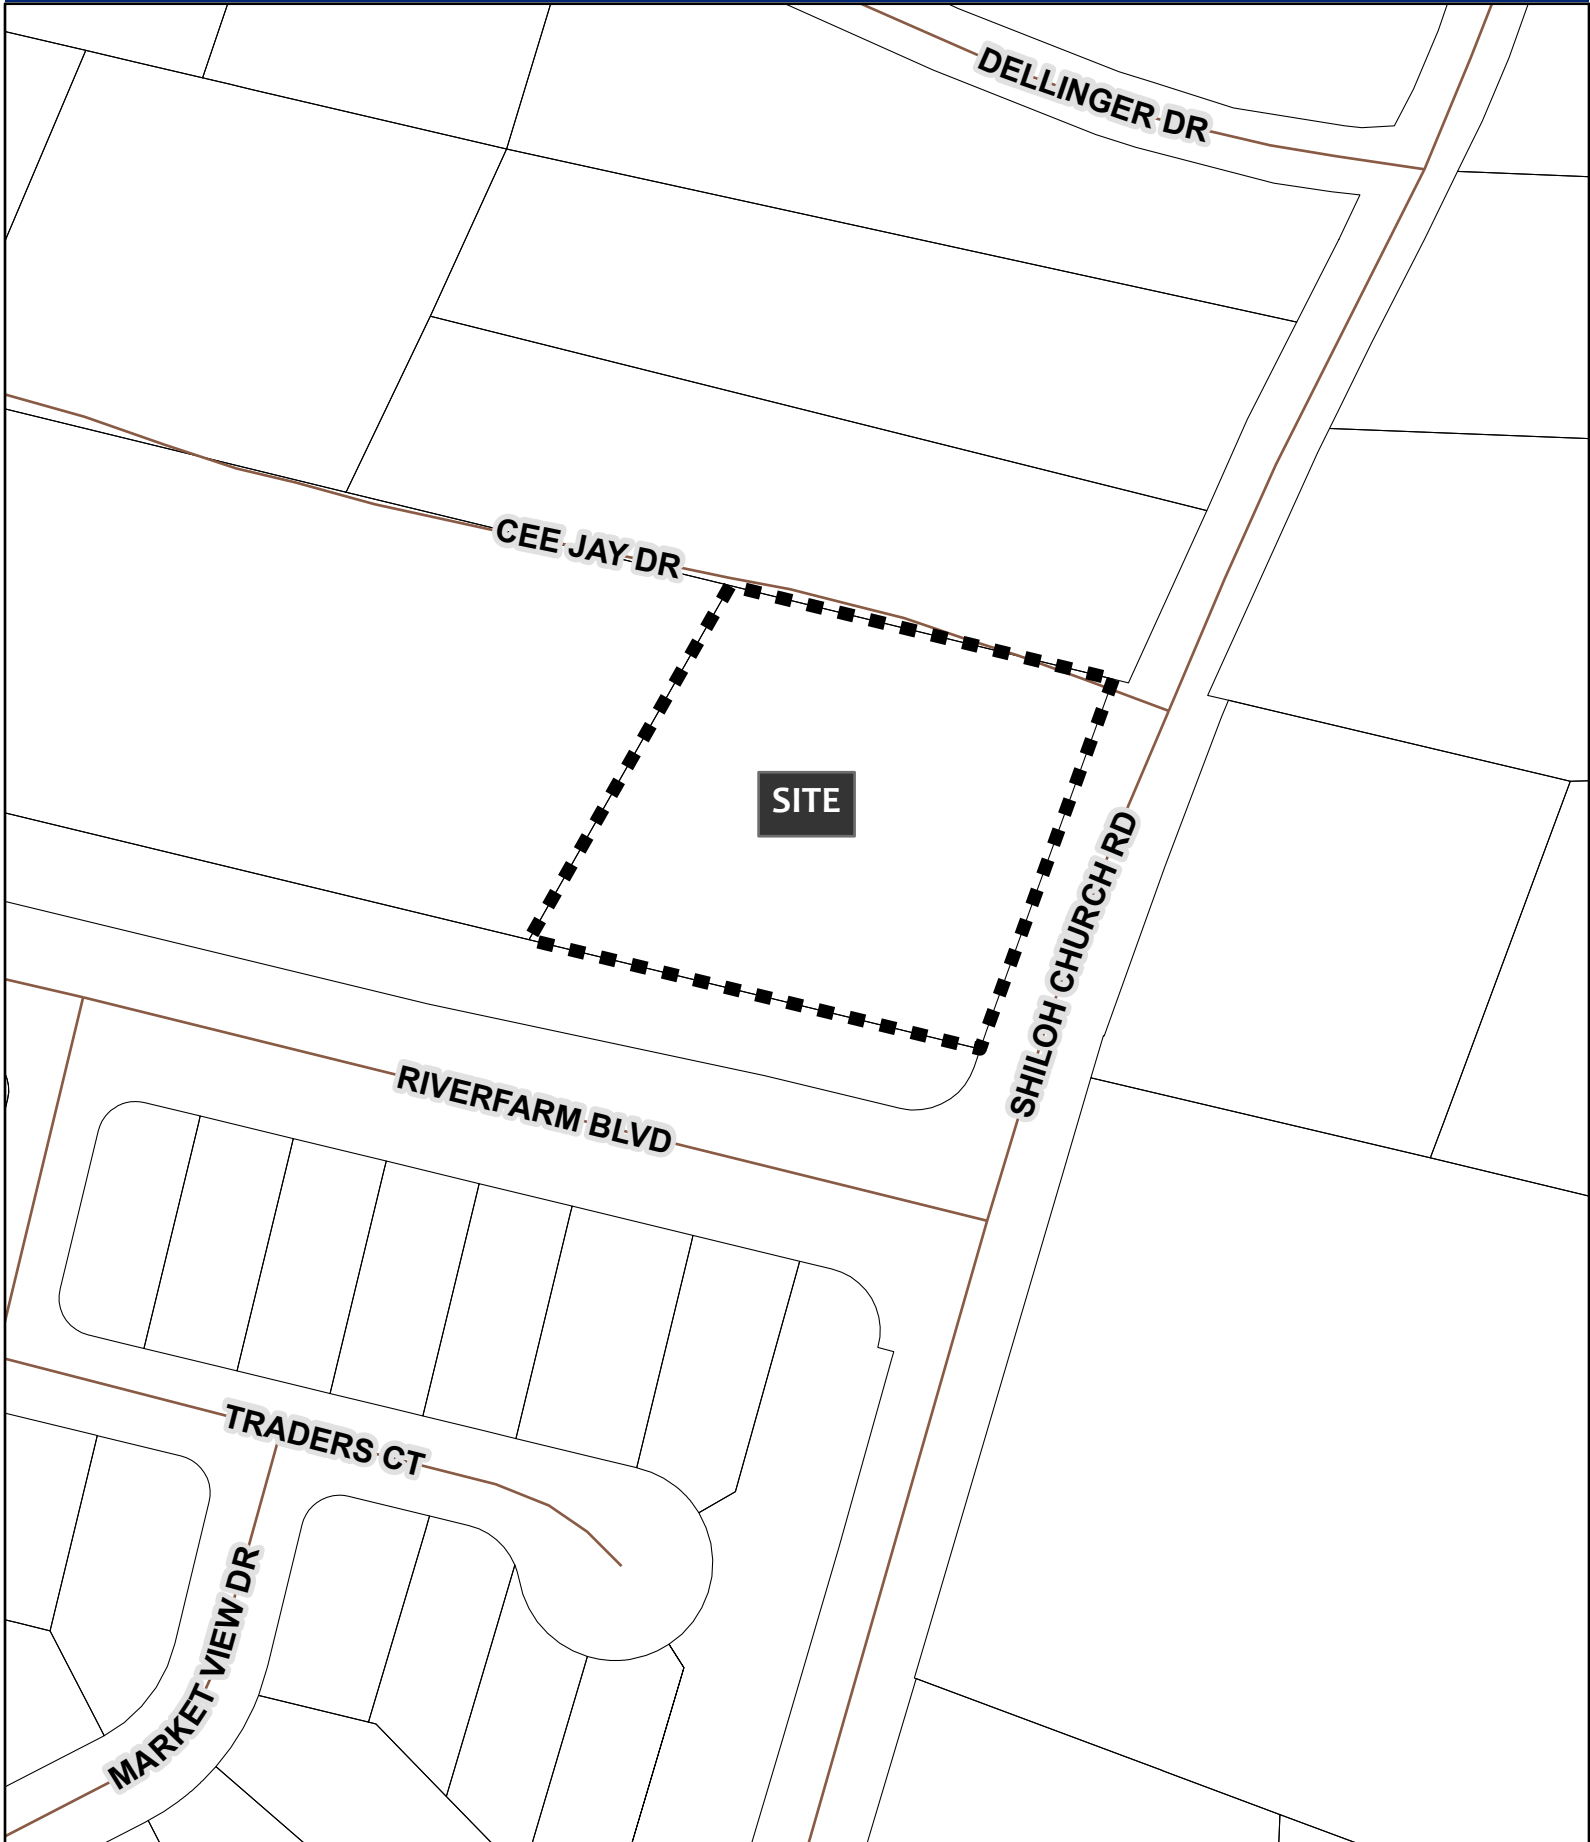 DELLINGER DR
CEE JAY DR
SITE
SHILOH CHURCH RD
RIVERFARM BLVD
TRADERS CT
MARKET VIEW DR